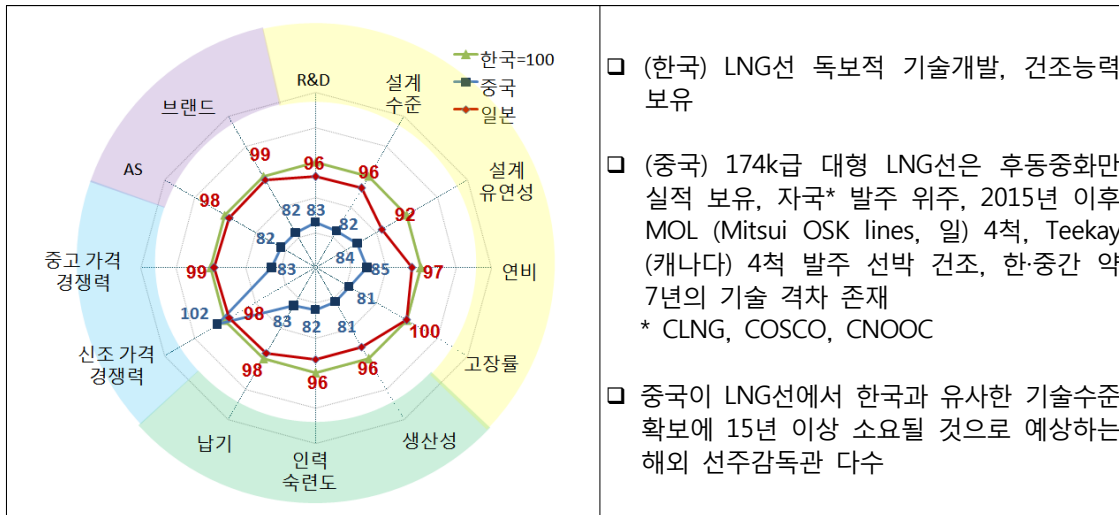 한국=100
중국
일본
R&D
설계
수준
설계
유연성
연비
고장률
생산성
인력
숙련도
납기
신조 가격
경쟁력
중고 가격
경쟁력
AS
브랜드
96
96
92
97
100
96
96
98
98
99
98
99
83
82
84
85
81
81
82
83
102
83
82
82
❑ (한국) LNG선 독보적 기술개발, 건조능력
보유
❑ (중국) 174k급 대형 LNG선은 후동중화만
실적 보유, 자국* 발주 위주, 2015년 이후
MOL (Mitsui OSK lines, 일) 4척, Teekay
(캐나다) 4척 발주 선박 건조, 한·중간 약
7년의 기술 격차 존재
* CLNG, COSCO, CNOOC
❑ 중국이 LNG선에서 한국과 유사한 기술수준
확보에 15년 이상 소요될 것으로 예상하는
해외 선주감독관 다수